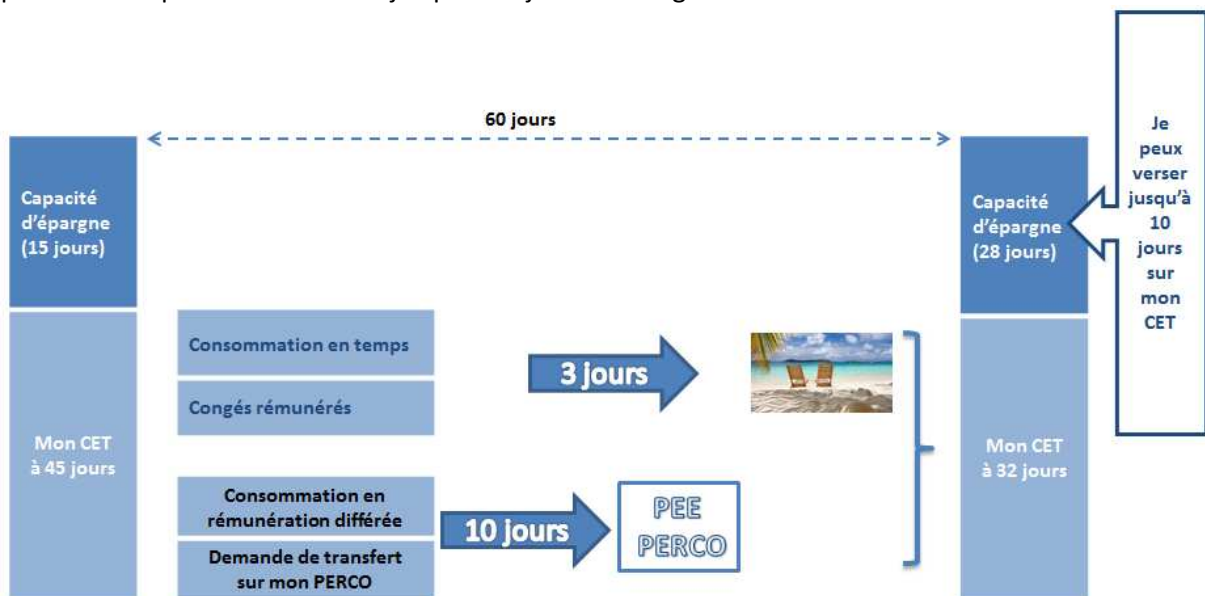 60 jours
Capacité
d'épargne
(15 jours)
Mon CET
à 45 jours
Consommation en temps
Congés rémunérés
3 jours
Consommation en
rémunération différée
Demande de transfert
sur mon PERCO
10 jours
PEE
PERCO
Capacité
d'épargne
(28 jours)
Mon CET
à 32 jours
Je
peux
verser
jusqu'à
10
jours
sur
mon
CET